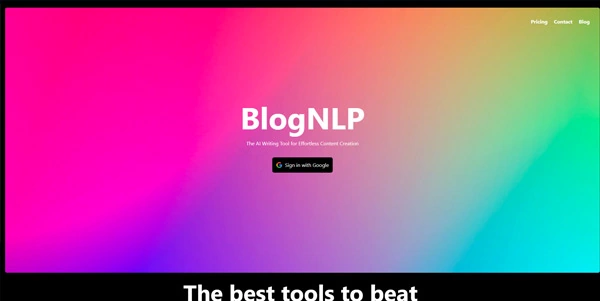 Pricing Contact Blog
BlogNLP
The AI Writing Tool for Effortless Content Creation
G Sign in with Google
The best tools to beat